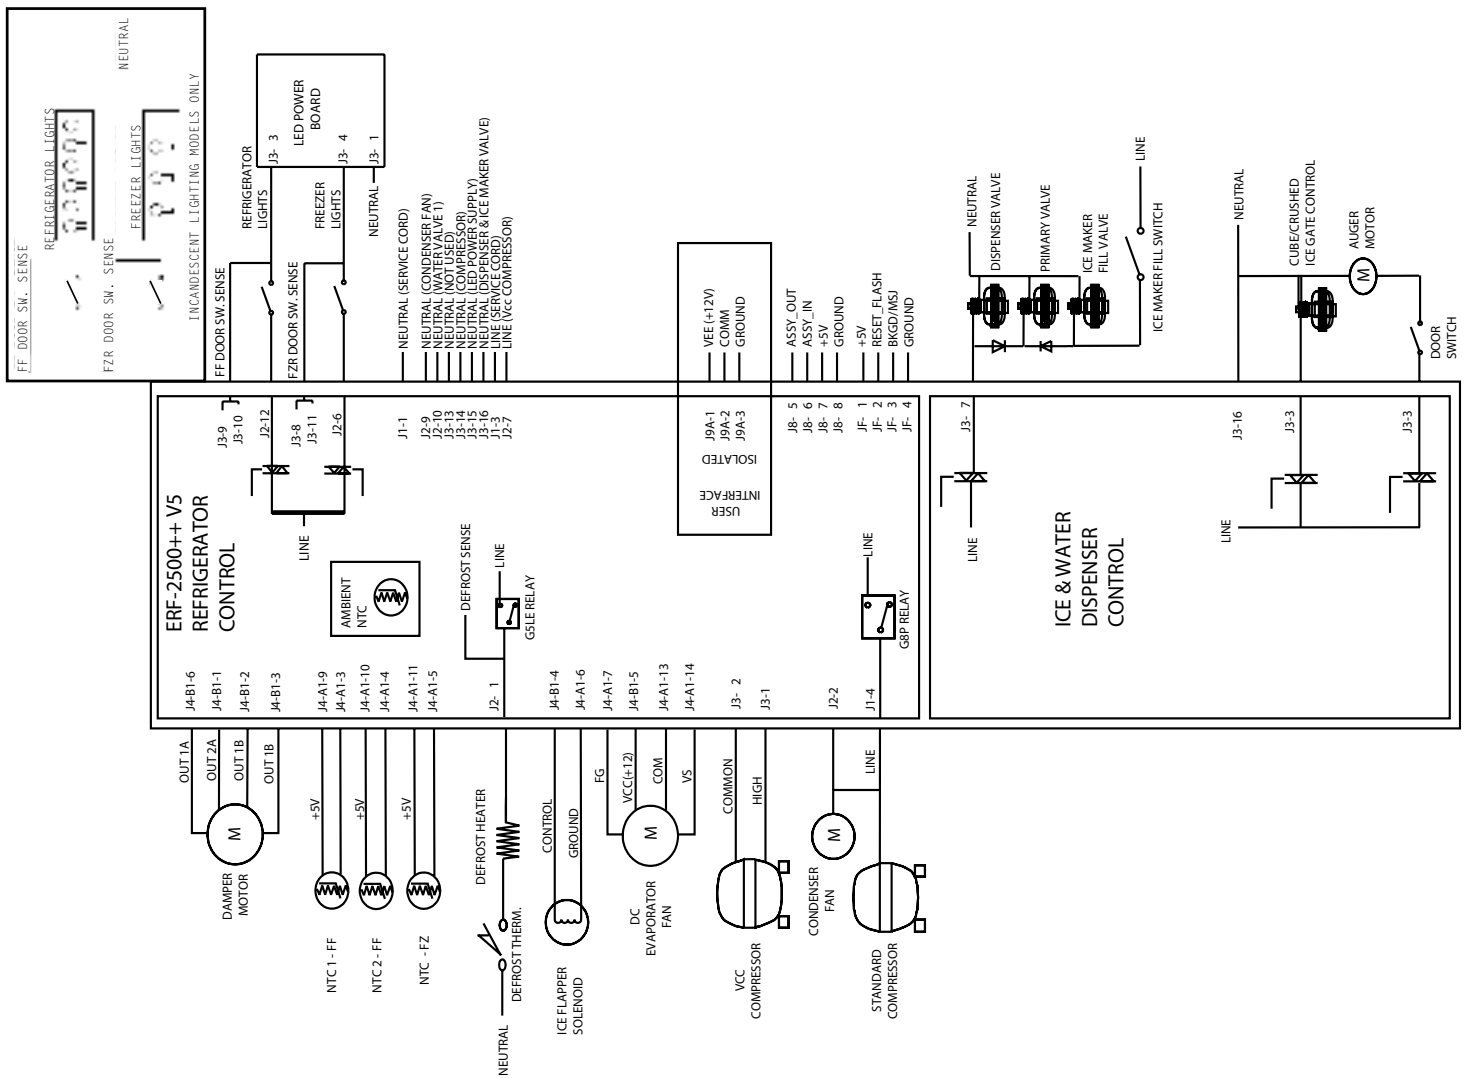 FF DOOR SW. SENSE
REFRIGERATOR LIGHTS
FZR DOOR SW. SENSE
NEUTRAL
FREEZER LIGHTS
INCANDESCENT LIGHTING MODELS ONLY
LED POWER
BOARD
J3- 3
J3- 4
J3- 1
REFRIGERATOR
LIGHTS
FREEZER
LIGHTS
NEUTRAL
FF DOOR SW. SENSE
FZR DOOR SW. SENSE
NEUTRAL (SERVICE CORD)
NEUTRAL (CONDENSER FAN)
NEUTRAL (WATER VALVE 1)
NEUTRAL (NOT USED)
NEUTRAL (COMPRESSOR)
NEUTRAL (LED POWER SUPPLY)
NEUTRAL (DISPENSER & ICE MAKER VALVE)
LINE (SERVICE CORD)
LINE (Vcc COMPRESSOR)
VEE (+12V)
COMM
GROUND
ASSY_OUT
ASSY_IN
+5V
GROUND
+5V
RESET_FLASH
BKGD/MSJ
GROUND
NEUTRAL
DISPENSER VALVE
PRIMARY VALVE
ICE MAKER
FILL VALVE
LINE
ICE MAKER FILL SWITCH
NEUTRAL
CUBE/CRUSHED
ICE GATE CONTROL
AUGER
MOTOR
M
DOOR
SWITCH
J3-9
J3-10
J2-12
J3-8
J3-11
J2-6
J1-1
J2-9
J2-10
J3-13
J3-14
J3-15
J3-16
J1-3
J2-7
J9A-1
J9A-2
J9A-3
ISOLATED
USER
INTERFACE
J8- 5
J8- 6
J8- 7
J8- 8
JF- 1
JF- 2
JF- 3
JF- 4
J3- 7
J3-16
J3-3
J3-3
ERF-2500++ V5
REFRIGERATOR
CONTROL
LINE
AMBIENT
NTC
DEFROST SENSE
LINE
G5LE RELAY
LINE
G8P RELAY
LINE
LINE
ICE & WATER
DISPENSER
CONTROL
J4-B1-6
J4-B1-1
J4-B1-2
J4-B1-3
J4-A1-9
J4-A1-3
J4-A1-10
J4-A1-4
J4-A1-11
J4-A1-5
J2- 1
J4-B1-4
J4-A1-6
J4-A1-7
J4-B1-5
J4-A1-13
J4-A1-14
J3- 2
J3-1
J2-2
J1-4
OUT 1A
OUT 2A
OUT 1B
OUT 1B
M
DAMPER
MOTOR
+5V
+5V
+5V
NTC 1 - FF
NTC 2 - FF
NTC - FZ
DEFROST HEATER
DEFROST THERM.
NEUTRAL
CONTROL
GROUND
ICE FLAPPER
SOLENOID
FG
VCC(+12)
COM
VS
M
DC
EVAPORATOR
FAN
COMMON
HIGH
VCC
COMPRESSOR
M
CONDENSER
FAN
LINE
STANDARD
COMPRESSOR